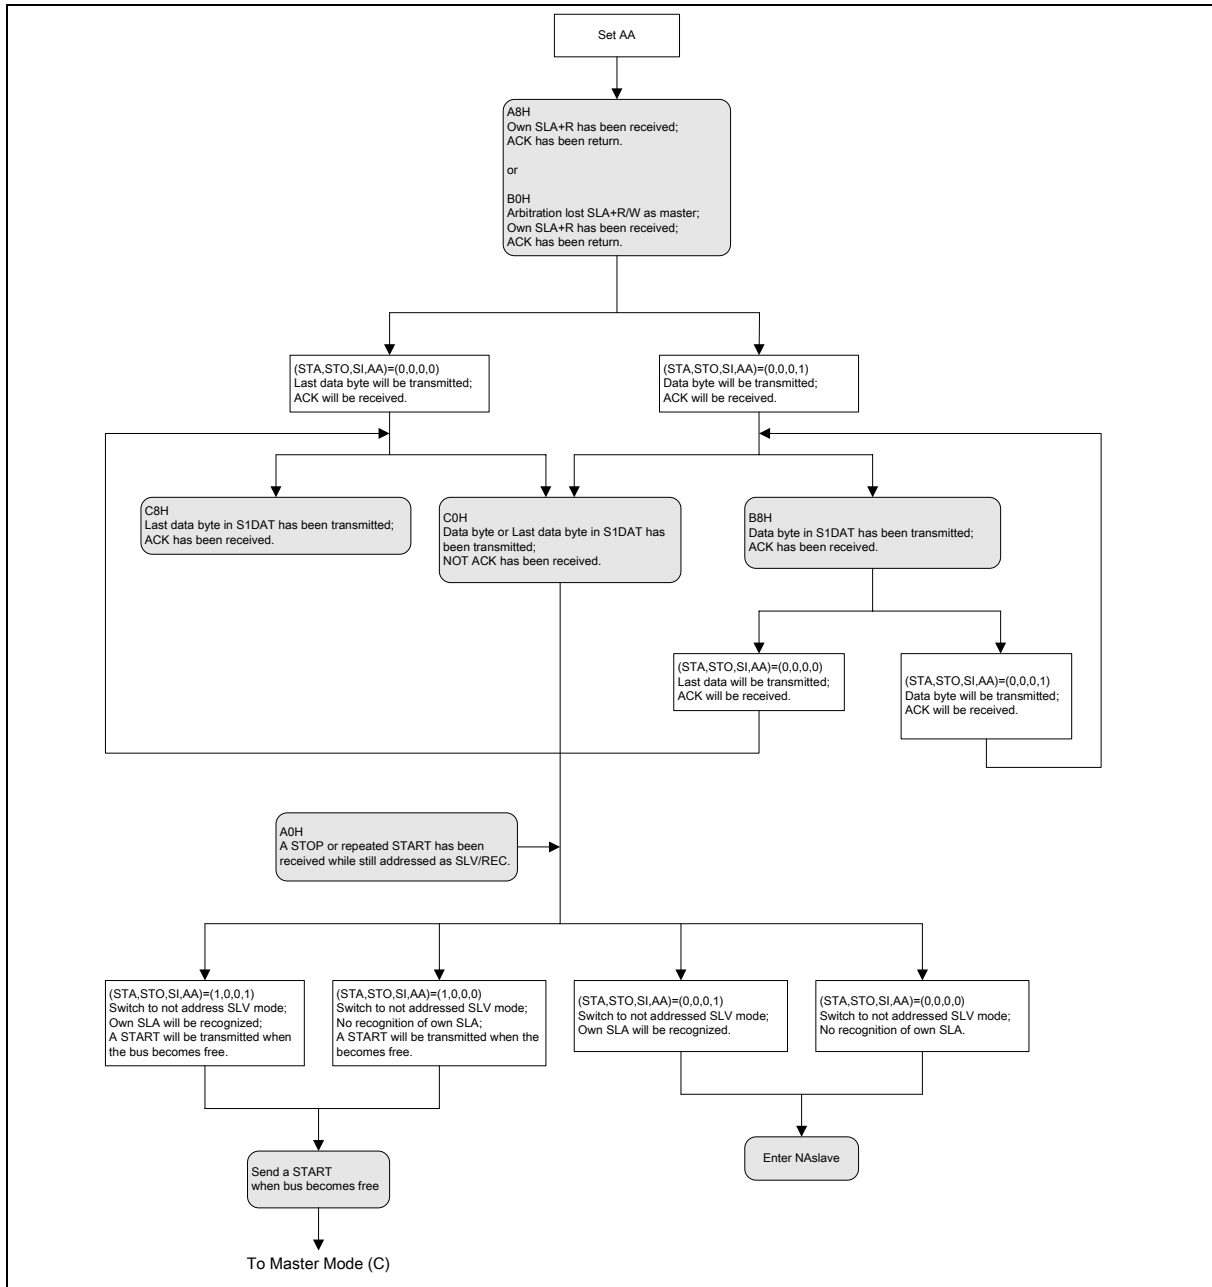 Set AA
A8H
Own SLA+R has been received;
ACK has been return.
or
B0H
Arbitration lost SLA+R/W as master;
Own SLA+R has been received;
ACK has been return.
(STA,STO,SI,AA)=(0,0,0,0)
Last data byte will be transmitted;
ACK will be received.
(STA,STO,SI,AA)=(0,0,0,1)
Data byte will be transmitted;
ACK will be received.
C8H
Last data byte in S1DAT has been transmitted;
ACK has been received.
C0H
Data byte or Last data byte in S1DAT has
been transmitted;
NOT ACK has been received.
B8H
Data byte in S1DAT has been transmitted;
ACK has been received.
(STA,STO,SI,AA)=(0,0,0,0)
Last data will be transmitted;
ACK will be received.
(STA,STO,SI,AA)=(0,0,0,1)
Data byte will be transmitted;
ACK will be received.
A0H
A STOP or repeated START has been
received while still addressed as SLV/REC.
(STA,STO,SI,AA)=(1,0,0,1)
Switch to not address SLV mode;
Own SLA will be recognized;
A START will be transmitted when
the bus becomes free.
(STA,STO,SI,AA)=(1,0,0,0)
Switch to not addressed SLV mode;
No recognition of own SLA;
A START will be transmitted when the
becomes free.
(STA,STO,SI,AA)=(0,0,0,1)
Switch to not addressed SLV mode;
Own SLA will be recognized.
(STA,STO,SI,AA)=(0,0,0,0)
Switch to not addressed SLV mode;
No recognition of own SLA.
Send a START
when bus becomes free
Enter NAslave
To Master Mode (C)